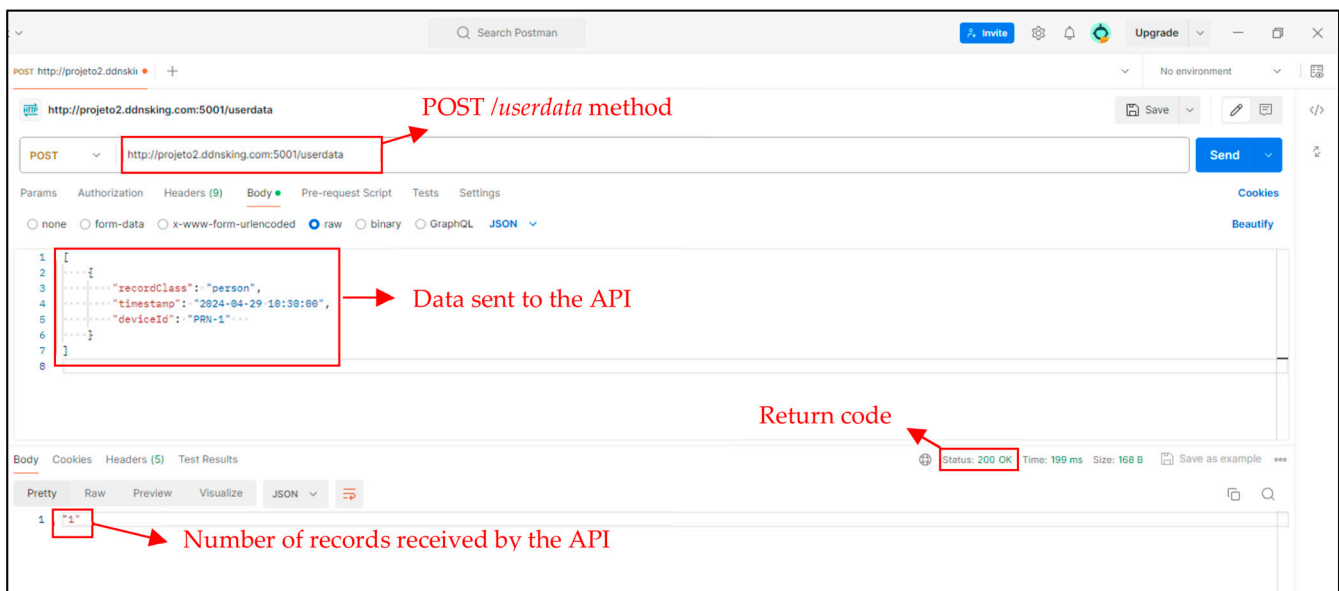 Search Postman
Invite
Upgrade
POST http://projeto2.ddnskin
No environment
HTTP http://projeto2.ddnsking.com:5001/userdata
POST /userdata method
Save
POST http://projeto2.ddnsking.com:5001/userdata
Send
Params Authorization Headers (9) Body Pre-request Script Tests Settings
Cookies
none form-data x-www-form-urlencoded raw binary GraphQL JSON
Beautify
1 [
2 ····{
3 ········"recordClass":·"person",
4 ········"timestamp":·"2024-04-29·10:30:00",
5 ········"deviceId":·"PRN-1"···
6 ····}
7 ]
8
Data sent to the API
Return code
Body Cookies Headers (5) Test Results
Status: 200 OK Time: 199 ms Size: 168 B Save as example
Pretty Raw Preview Visualize JSON
1 "1"
Number of records received by the API